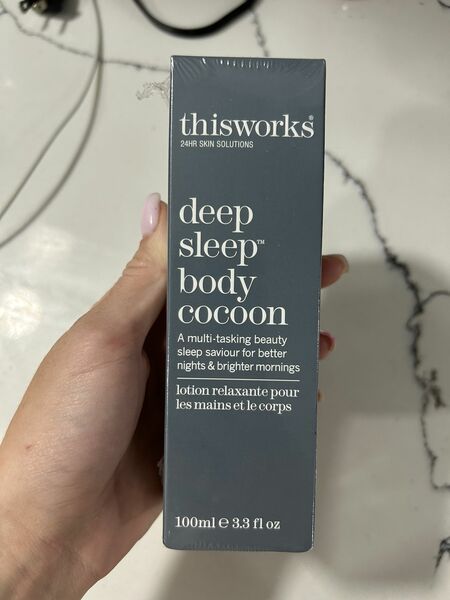 thisworks®
24HR SKIN SOLUTIONS
deep
sleep™
body
cocoon
A multi-tasking beauty
sleep saviour for better
nights & brighter mornings
lotion relaxante pour
les mains et le corps
100ml ℮ 3.3 fl oz